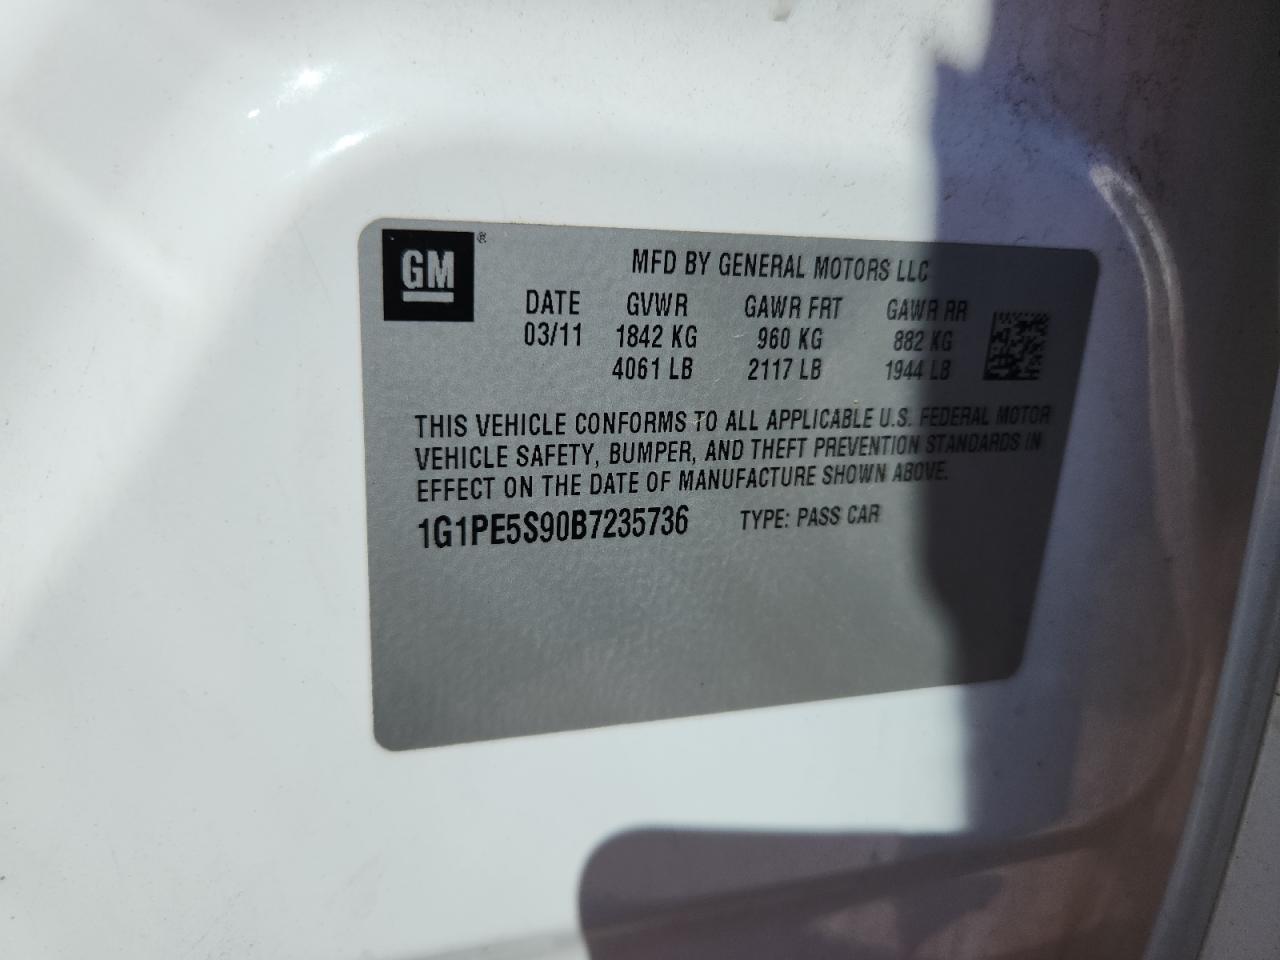 GM ®
MFD BY GENERAL MOTORS LLC
DATE GVWR GAWR FRT GAWR RR
03/11 1842 KG 960 KG 882 KG
4061 LB 2117 LB 1944 LB
THIS VEHICLE CONFORMS TO ALL APPLICABLE U.S. FEDERAL MOTOR
VEHICLE SAFETY, BUMPER, AND THEFT PREVENTION STANDARDS IN
EFFECT ON THE DATE OF MANUFACTURE SHOWN ABOVE.
1G1PE5S90B7235736 TYPE: PASS CAR